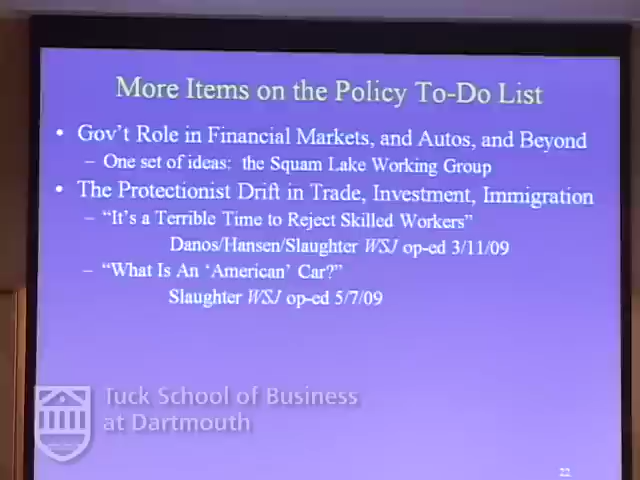 More Items on the Policy To-Do List
• Gov't Role in Financial Markets, and Autos, and Beyond
– One set of ideas: the Squam Lake Working Group
• The Protectionist Drift in Trade, Investment, Immigration
– "It's a Terrible Time to Reject Skilled Workers"
Danos/Hansen/Slaughter WSJ op-ed 3/11/09
– "What Is An 'American' Car?"
Slaughter WSJ op-ed 5/7/09
Tuck School of Business
at Dartmouth
22